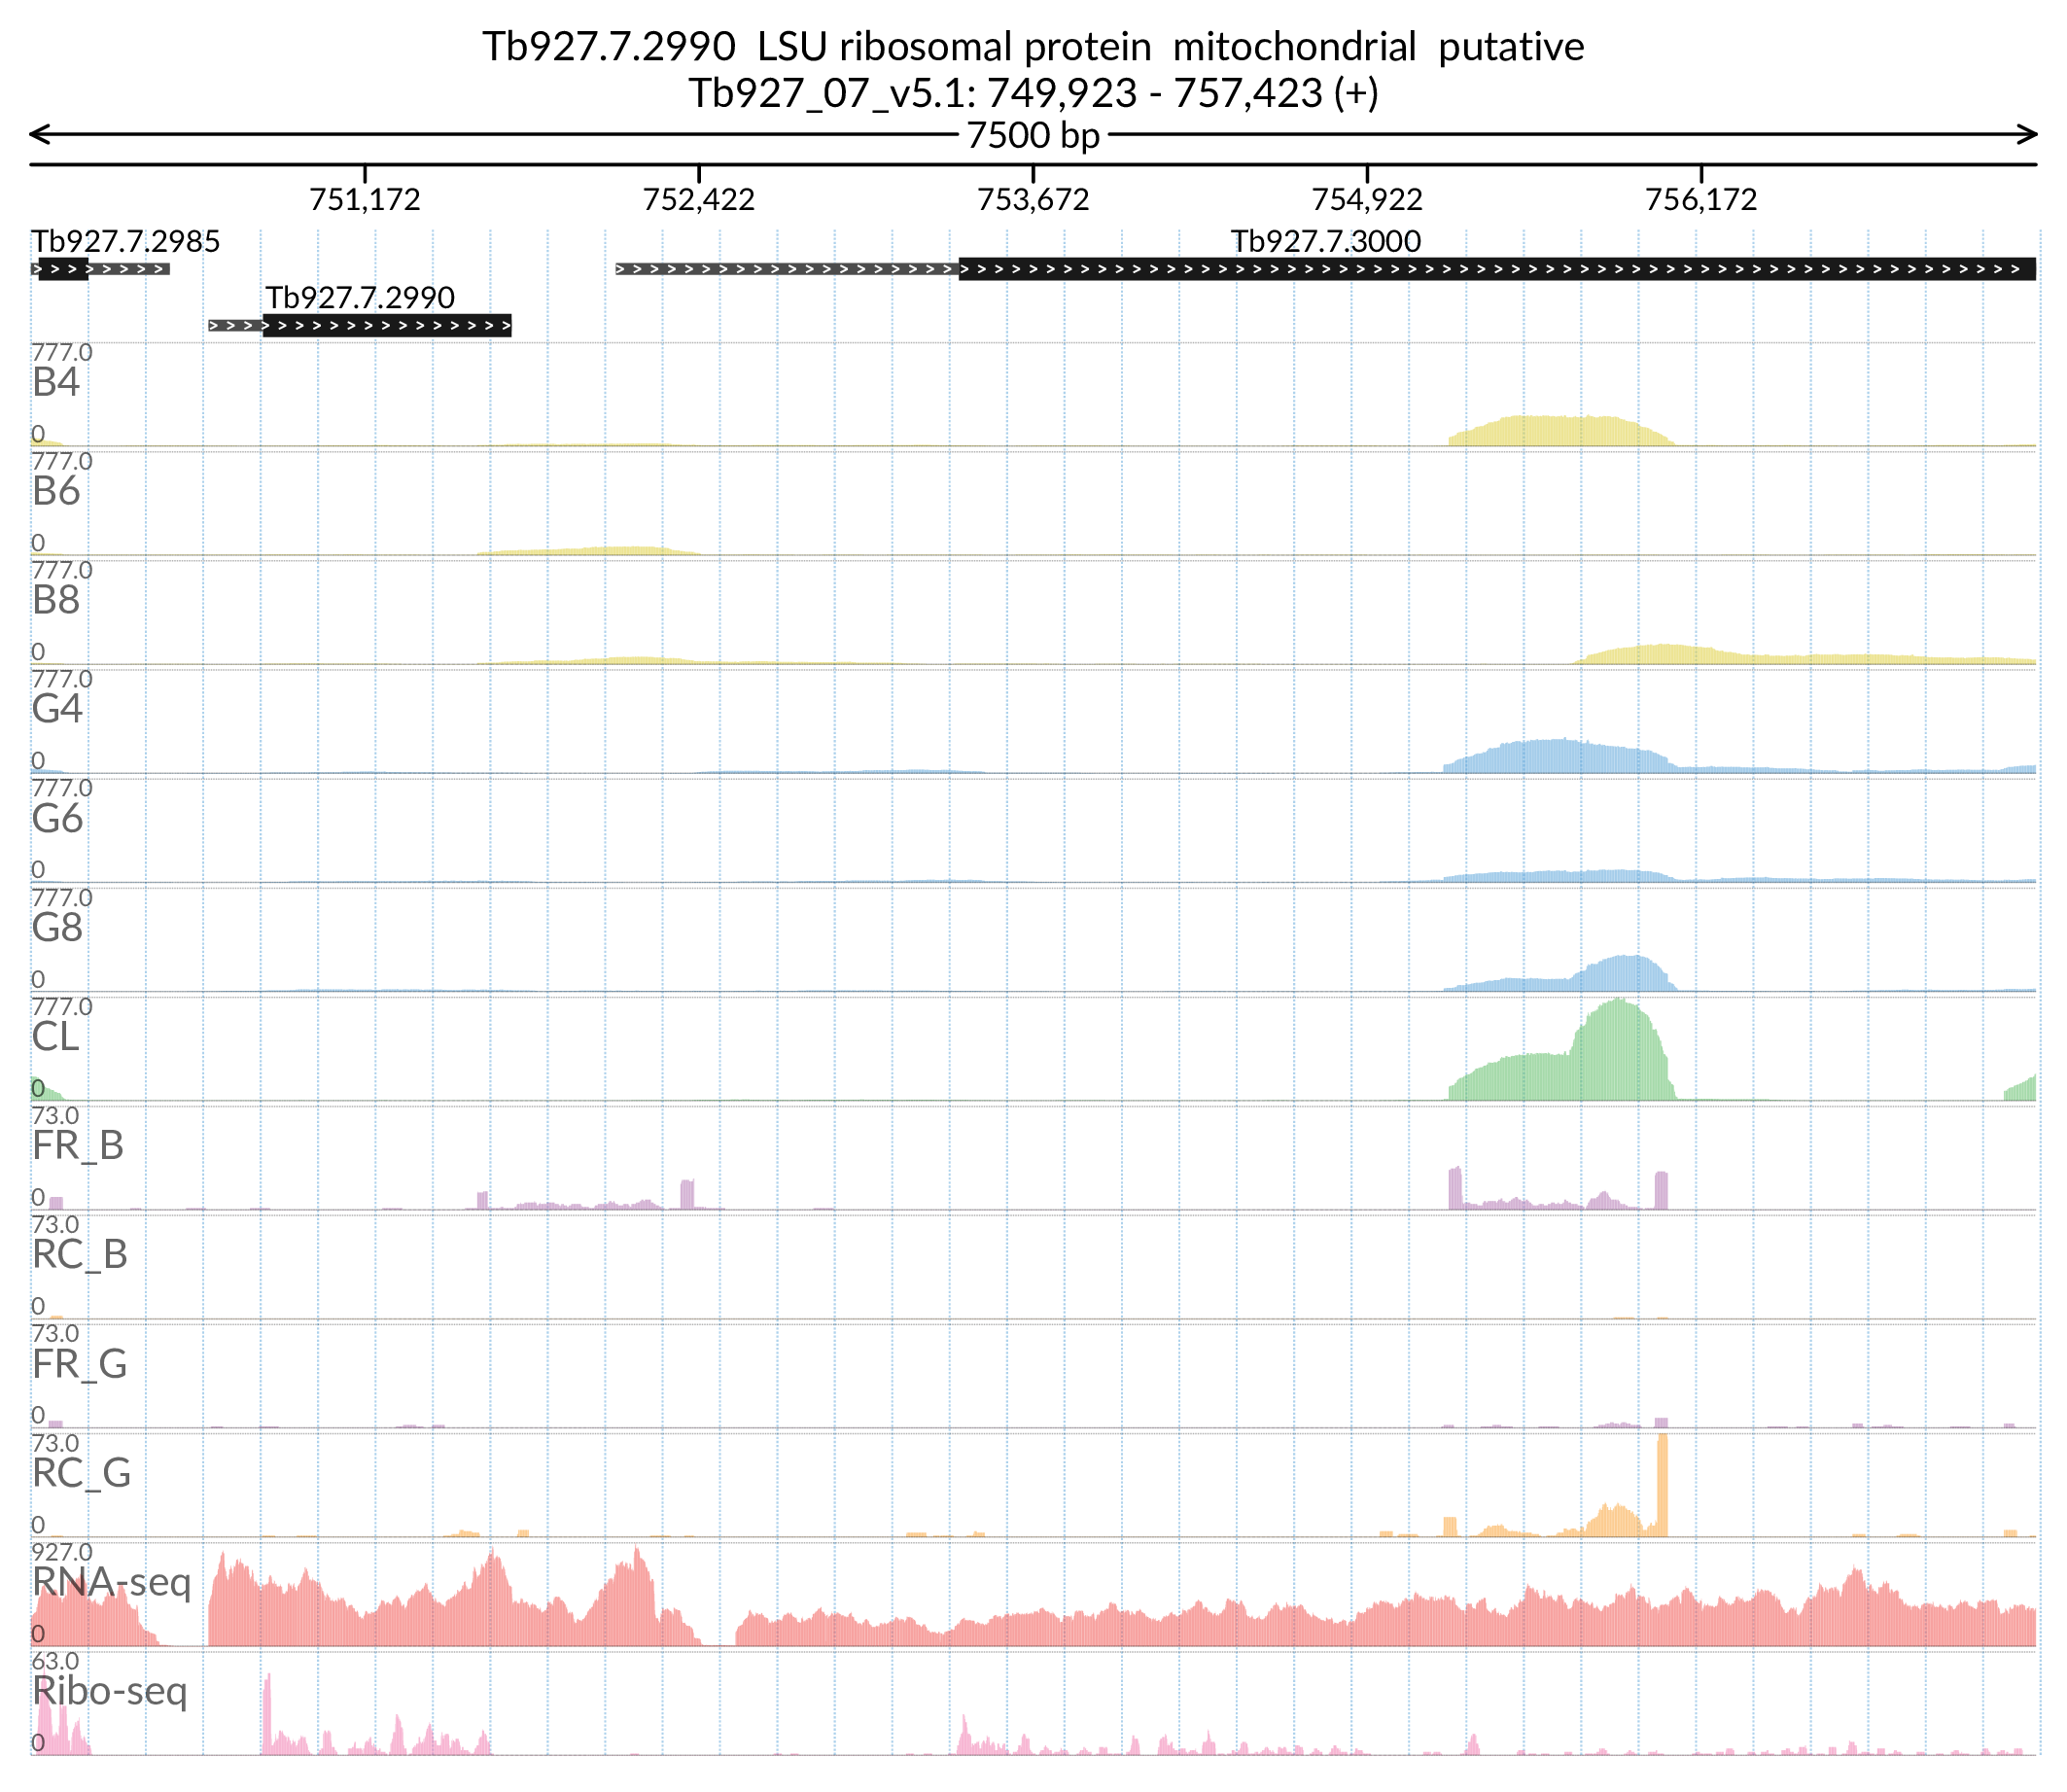 Tb927.7.2990 LSU ribosomal protein mitochondrial putative
Tb927_07_v5.1: 749,923 - 757,423 (+)
7500 bp
751,172 752,422 753,672 754,922 756,172
Tb927.7.2985 Tb927.7.3000
Tb927.7.2990
777.0
B4
0
777.0
B6
0
777.0
B8
0
777.0
G4
0
777.0
G6
0
777.0
G8
0
777.0
CL
0
73.0
FR_B
0
73.0
RC_B
0
73.0
FR_G
0
73.0
RC_G
0
927.0
RNA-seq
0
63.0
Ribo-seq
0